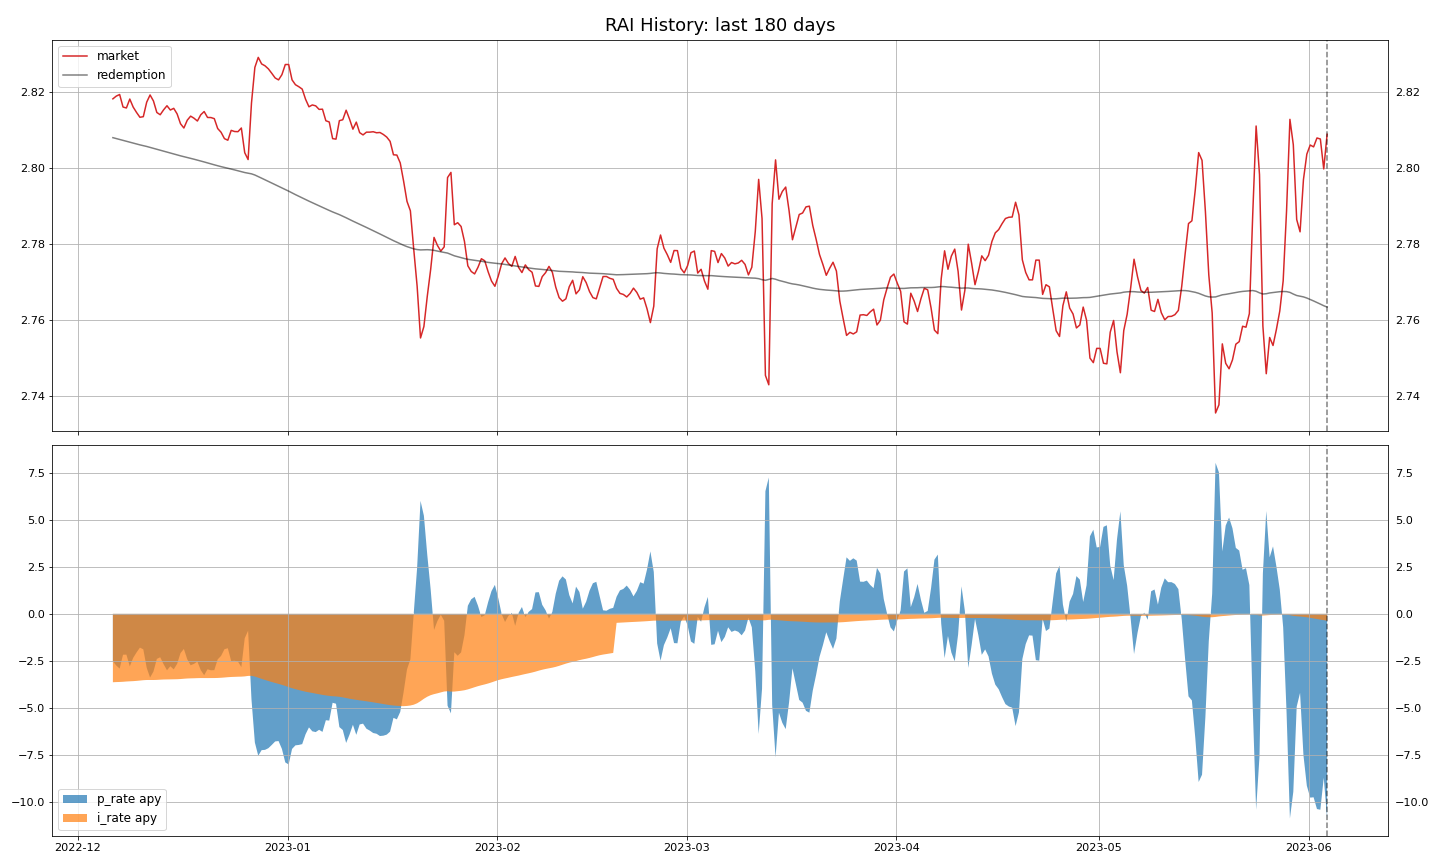 RAI History: last 180 days
market
redemption
2.82 2.82
2.80 2.80
2.78 2.78
2.76 2.76
2.74 2.74
7.5 7.5
5.0 5.0
2.5 2.5
0.0 0.0
−2.5 −2.5
−5.0 −5.0
−7.5 −7.5
−10.0 −10.0
p_rate apy
i_rate apy
2022-12 2023-01 2023-02 2023-03 2023-04 2023-05 2023-06